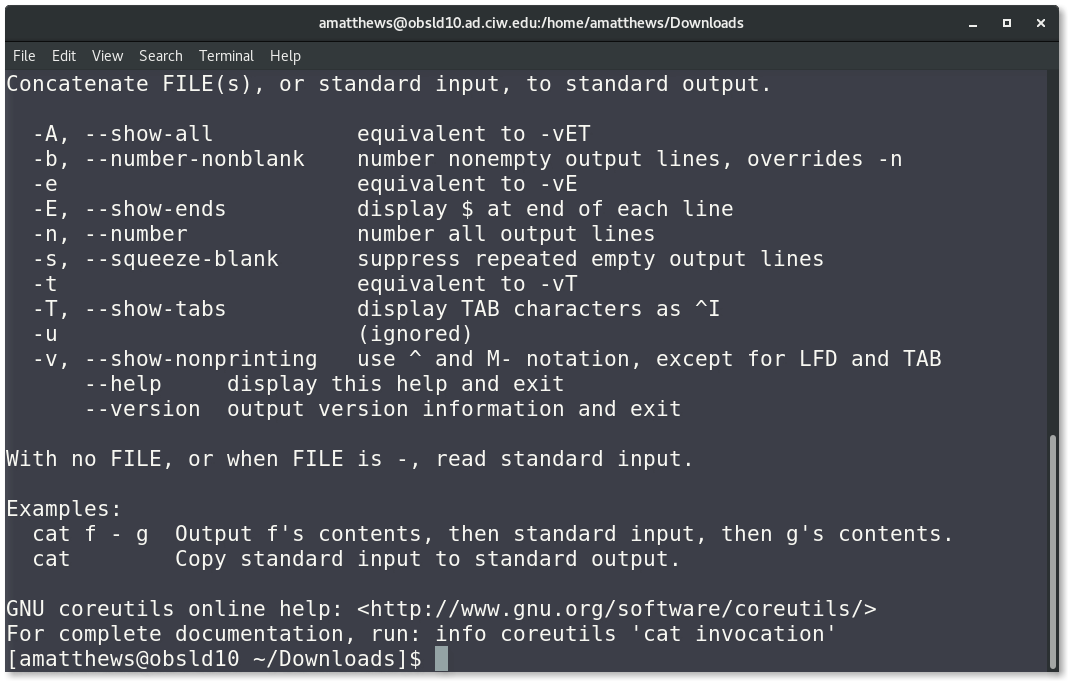 amatthews@obsld10.ad.ciw.edu:/home/amatthews/Downloads
File Edit View Search Terminal Help
Concatenate FILE(s), or standard input, to standard output.
-A, --show-all equivalent to -vET
-b, --number-nonblank number nonempty output lines, overrides -n
-e equivalent to -vE
-E, --show-ends display $ at end of each line
-n, --number number all output lines
-s, --squeeze-blank suppress repeated empty output lines
-t equivalent to -vT
-T, --show-tabs display TAB characters as ^I
-u (ignored)
-v, --show-nonprinting use ^ and M- notation, except for LFD and TAB
--help display this help and exit
--version output version information and exit
With no FILE, or when FILE is -, read standard input.
Examples:
cat f - g Output f's contents, then standard input, then g's contents.
cat Copy standard input to standard output.
GNU coreutils online help: <http://www.gnu.org/software/coreutils/>
For complete documentation, run: info coreutils 'cat invocation'
[amatthews@obsld10 ~/Downloads]$